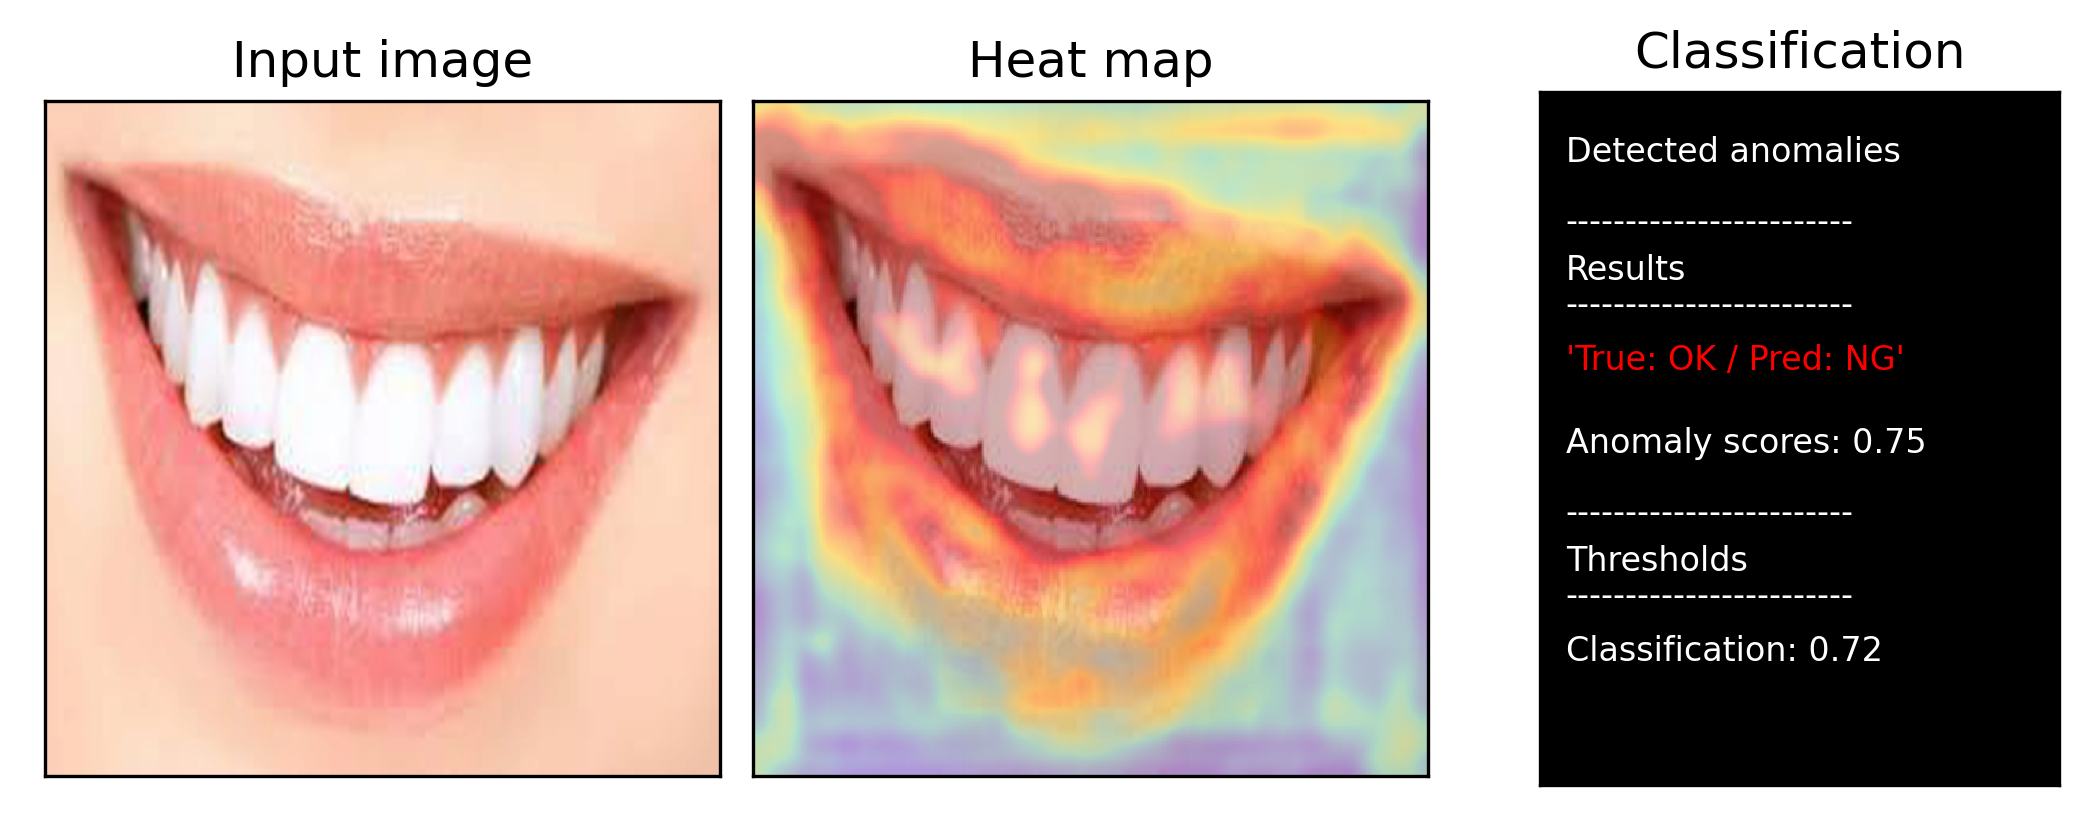 Input image
Heat map
Classification
Detected anomalies
------------------------
Results
------------------------
'True: OK / Pred: NG'
Anomaly scores: 0.75
------------------------
Thresholds
------------------------
Classification: 0.72